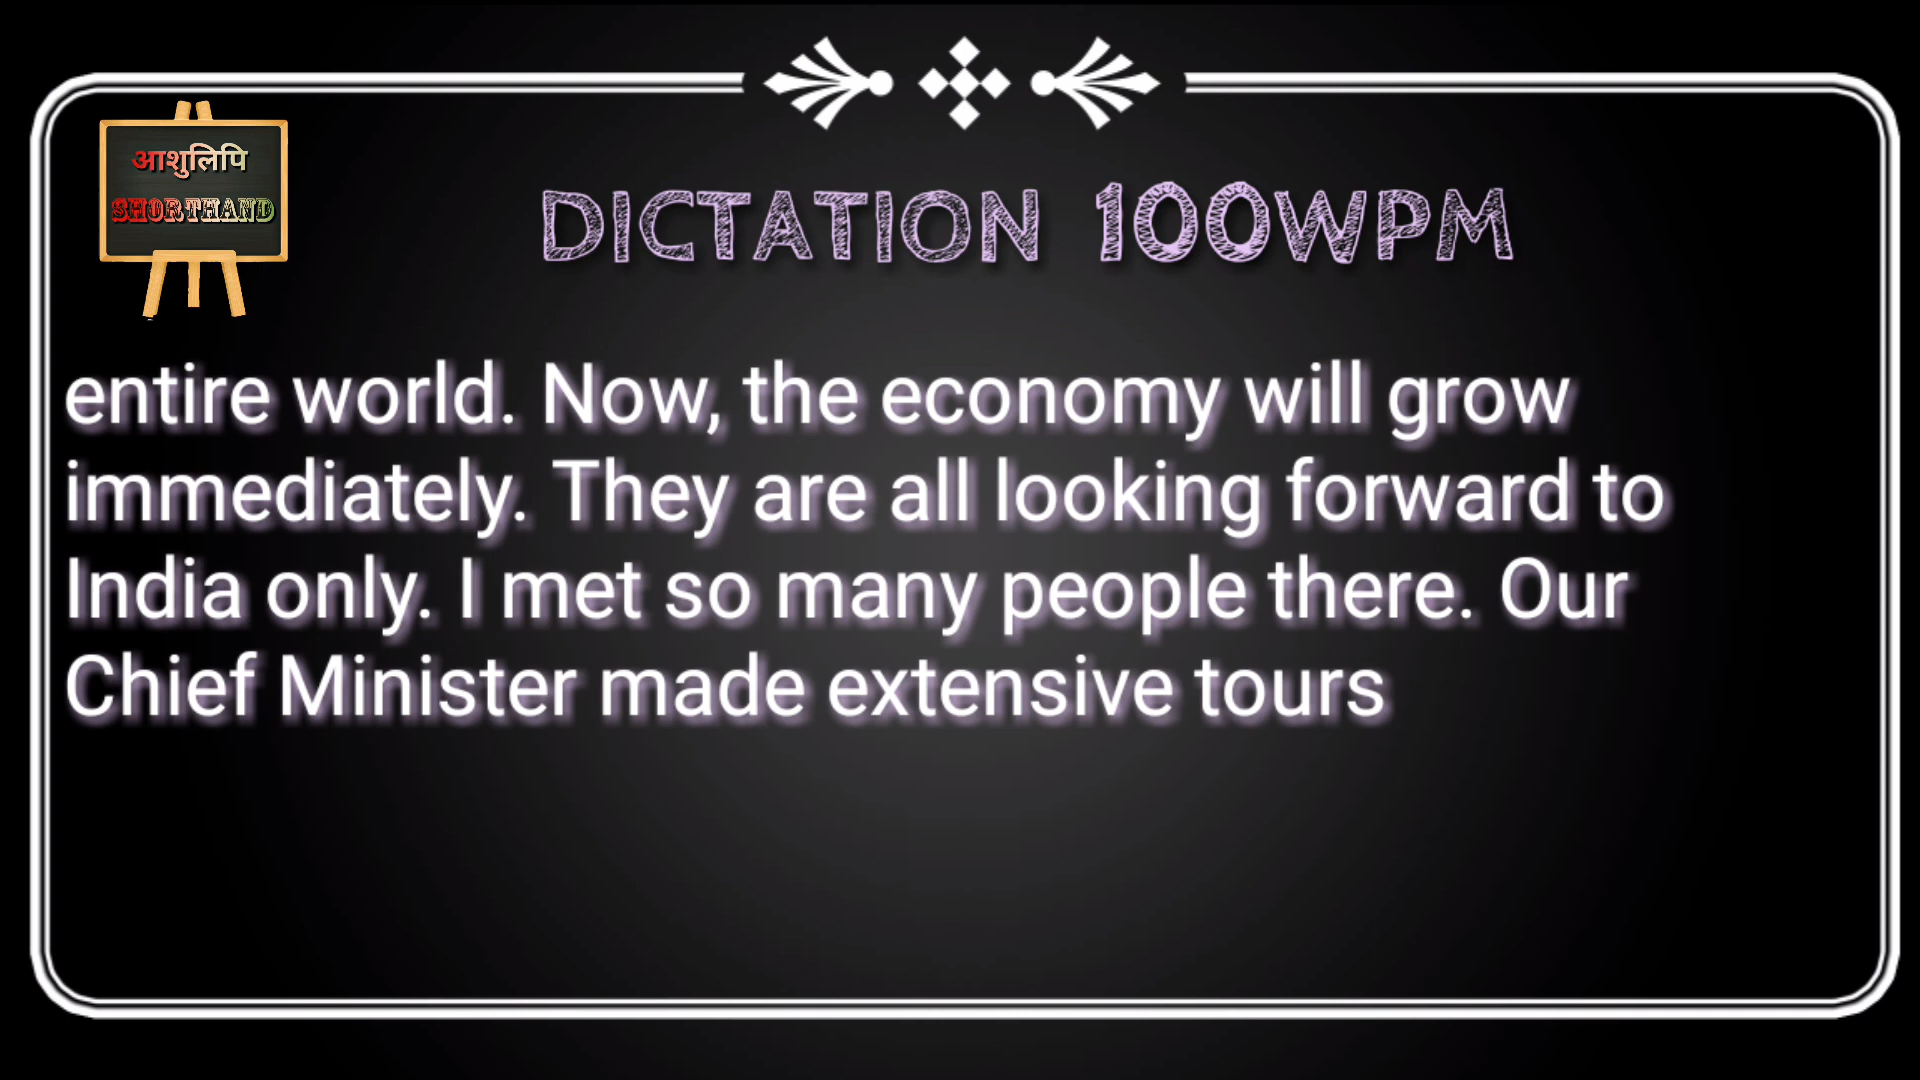 आशुलिपि
SHORTHAND
DICTATION 100WPM
entire world. Now, the economy will grow
immediately. They are all looking forward to
India only. I met so many people there. Our
Chief Minister made extensive tours